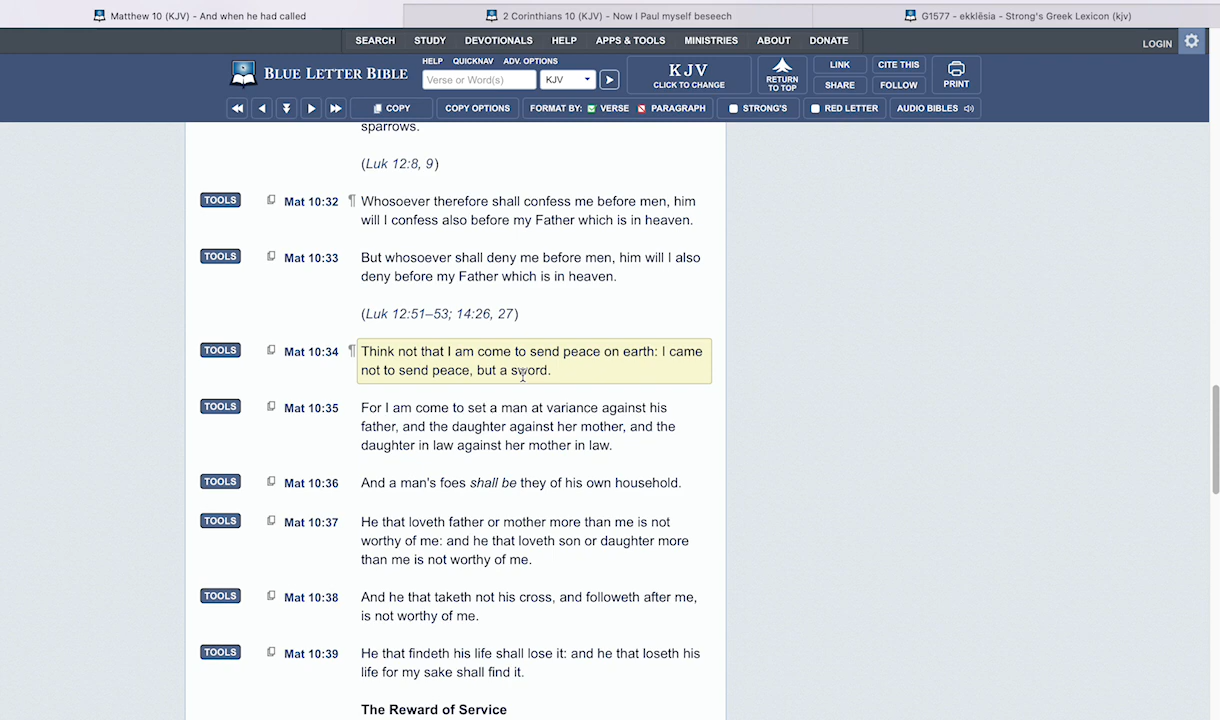 Matthew 10 (KJV) - And when he had called
2 Corinthians 10 (KJV) - Now I Paul myself beseech
G1577 - ekklēsia - Strong's Greek Lexicon (kjv)
SEARCH STUDY DEVOTIONALS HELP APPS & TOOLS MINISTRIES ABOUT DONATE
LOGIN
BLUE LETTER BIBLE
HELP QUICKNAV ADV. OPTIONS
Verse or Word(s)
KJV
KJV
CLICK TO CHANGE
RETURN
TO TOP
LINK
CITE THIS
SHARE
FOLLOW
PRINT
COPY
COPY OPTIONS
FORMAT BY: VERSE PARAGRAPH
STRONG'S
RED LETTER
AUDIO BIBLES
sparrows.
(Luk 12:8, 9)
TOOLS Mat 10:32 ¶ Whosoever therefore shall confess me before men, him
will I confess also before my Father which is in heaven.
TOOLS Mat 10:33 But whosoever shall deny me before men, him will I also
deny before my Father which is in heaven.
(Luk 12:51–53; 14:26, 27)
TOOLS Mat 10:34 ¶ Think not that I am come to send peace on earth: I came
not to send peace, but a sword.
TOOLS Mat 10:35 For I am come to set a man at variance against his
father, and the daughter against her mother, and the
daughter in law against her mother in law.
TOOLS Mat 10:36 And a man's foes shall be they of his own household.
TOOLS Mat 10:37 He that loveth father or mother more than me is not
worthy of me: and he that loveth son or daughter more
than me is not worthy of me.
TOOLS Mat 10:38 And he that taketh not his cross, and followeth after me,
is not worthy of me.
TOOLS Mat 10:39 He that findeth his life shall lose it: and he that loseth his
life for my sake shall find it.
The Reward of Service